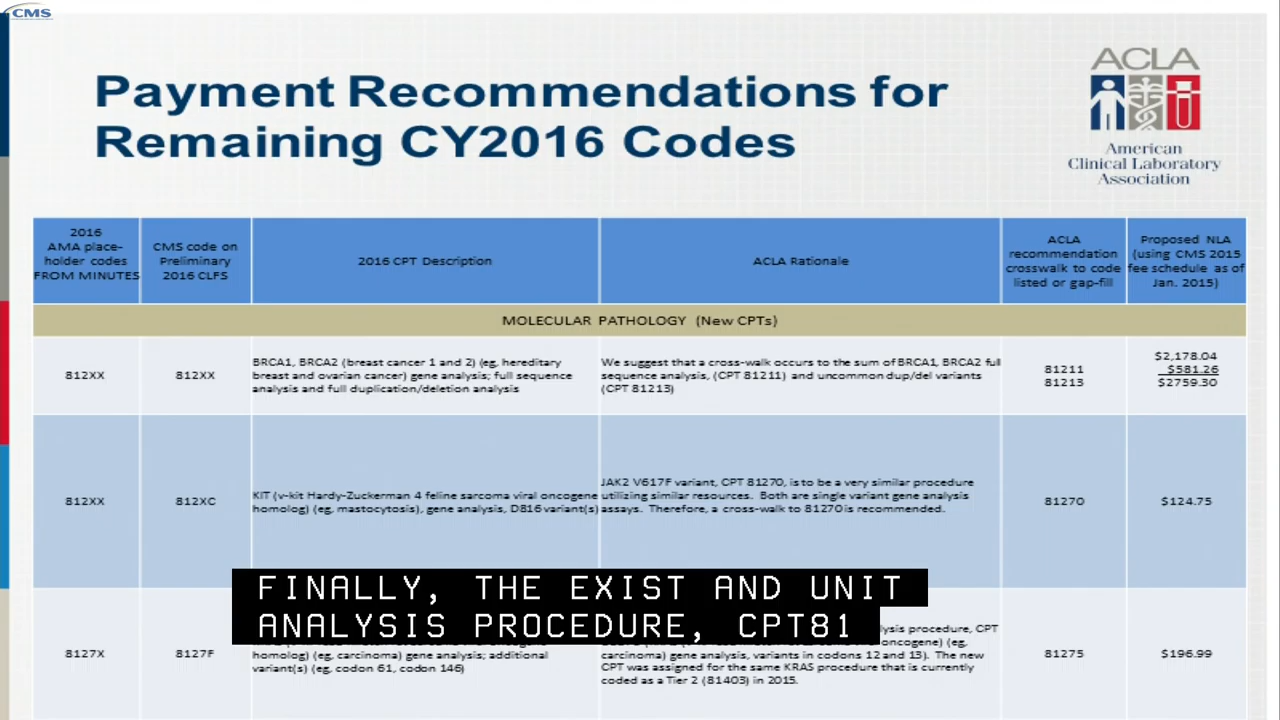 CMS
Payment Recommendations for
Remaining CY2016 Codes
ACLA
American
Clinical Laboratory
Association
2016
AMA place-
holder codes
FROM MINUTES
CMS code on
Preliminary
2016 CLFS
2016 CPT Description
ACLA Rationale
ACLA
recommendation
crosswalk to code
listed or gap-fill
Proposed NLA
(using CMS 2015
fee schedule as of
Jan. 2015)
MOLECULAR PATHOLOGY (New CPTs)
812XX
812XX
BRCA1, BRCA2 (breast cancer 1 and 2) (eg, hereditary
breast and ovarian cancer) gene analysis; full sequence
analysis and full duplication/deletion analysis
We suggest that a cross-walk occurs to the sum of BRCA1, BRCA2 full
sequence analysis, (CPT 81211) and uncommon dup/del variants
(CPT 81213)
81211
81213
$2,178.04
$581.26
$2759.30
812XX
812XC
KIT (v-kit Hardy-Zuckerman 4 feline sarcoma viral oncogene
homolog) (eg, mastocytosis), gene analysis, D816 variant(s)
JAK2 V617F variant, CPT 81270, is to be a very similar procedure
utilizing similar resources. Both are single variant gene analysis
assays. Therefore, a cross-walk to 81270 is recommended.
81270
$124.75
8127X
8127F
homolog) (eg, carcinoma) gene analysis; additional
variant(s) (eg, codon 61, codon 146)
procedure, CPT
oncogene) (eg,
carcinoma) gene analysis, variants in codons 12 and 13). The new
CPT was assigned for the same KRAS procedure that is currently
coded as a Tier 2 (81403) in 2015.
81275
$196.99
FINALLY, THE EXIST AND UNIT
ANALYSIS PROCEDURE, CPT81